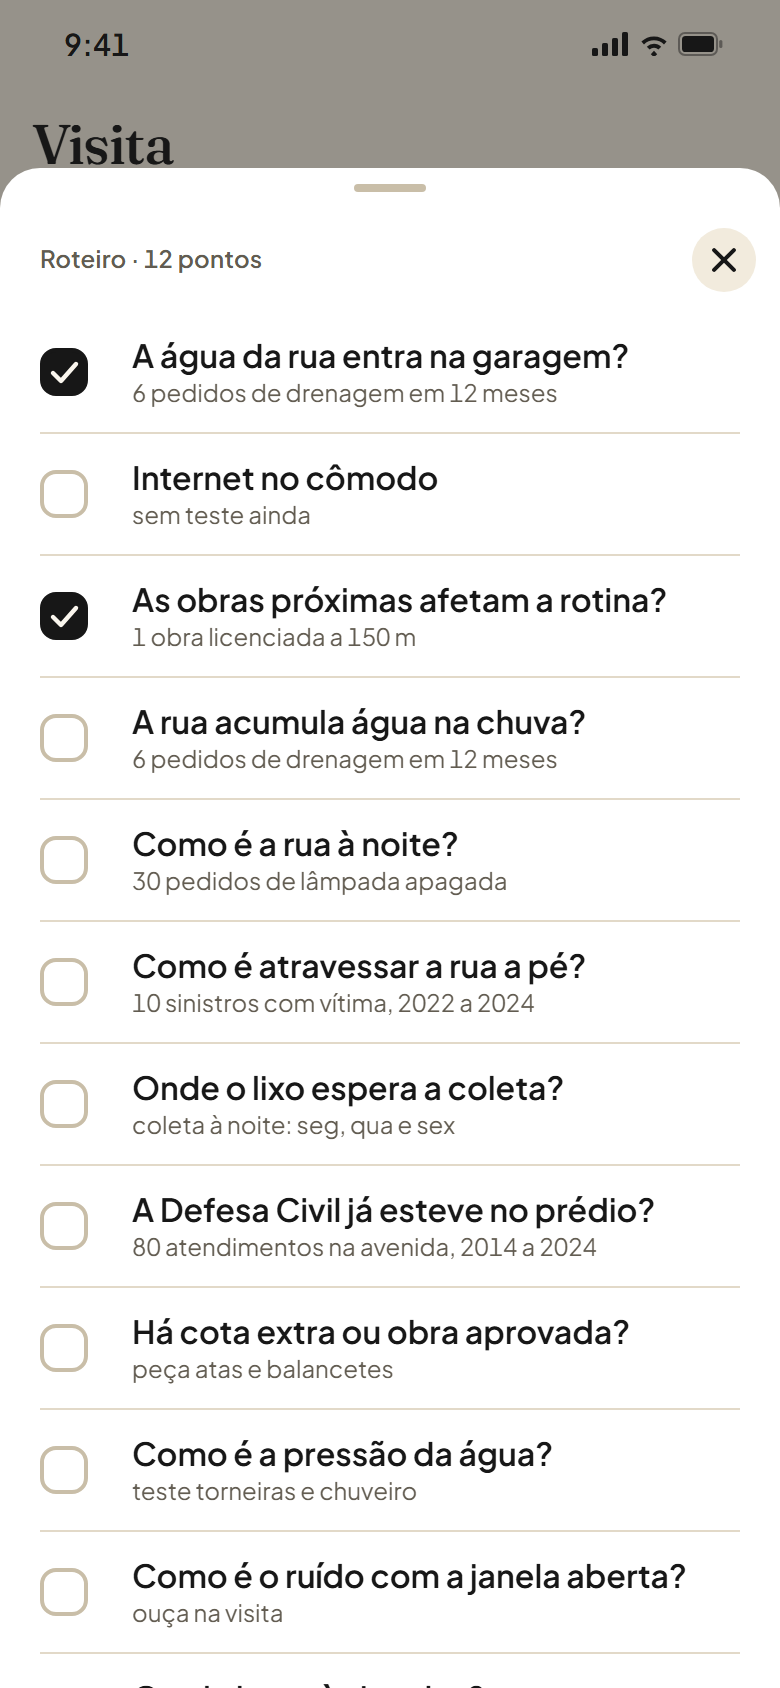 9:41
Visita
Roteiro · 12 pontos
A água da rua entra na garagem?
6 pedidos de drenagem em 12 meses
Internet no cômodo
sem teste ainda
As obras próximas afetam a rotina?
1 obra licenciada a 150 m
A rua acumula água na chuva?
6 pedidos de drenagem em 12 meses
Como é a rua à noite?
30 pedidos de lâmpada apagada
Como é atravessar a rua a pé?
10 sinistros com vítima, 2022 a 2024
Onde o lixo espera a coleta?
coleta à noite: seg, qua e sex
A Defesa Civil já esteve no prédio?
80 atendimentos na avenida, 2014 a 2024
Há cota extra ou obra aprovada?
peça atas e balancetes
Como é a pressão da água?
teste torneiras e chuveiro
Como é o ruído com a janela aberta?
ouça na visita